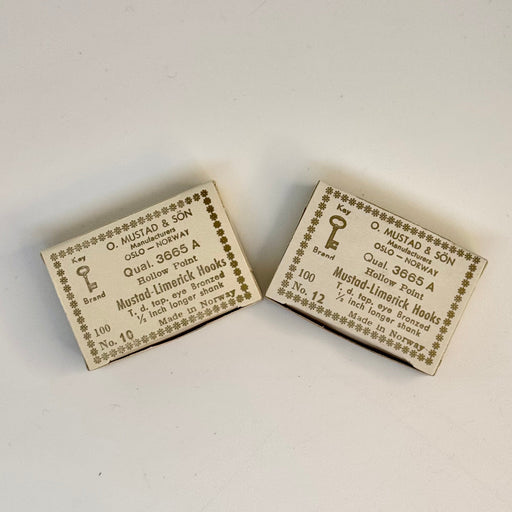 Key
O. MUSTAD & SÖN
Manufacturers
OSLO — NORWAY
Brand
Qual. 3665 A
Hollow Point
Mustad-Limerick Hooks
T, d. tap, eye Bronzed
½ inch longer shank
100
No. 10
Made in Norway
Key
O. MUSTAD & SÖN
Manufacturers
OSLO — NORWAY
Brand
Qual. 3665 A
Hollow Point
Mustad-Limerick Hooks
T, d. tap, eye Bronzed
½ inch longer shank
100
No. 12
Made in Norway